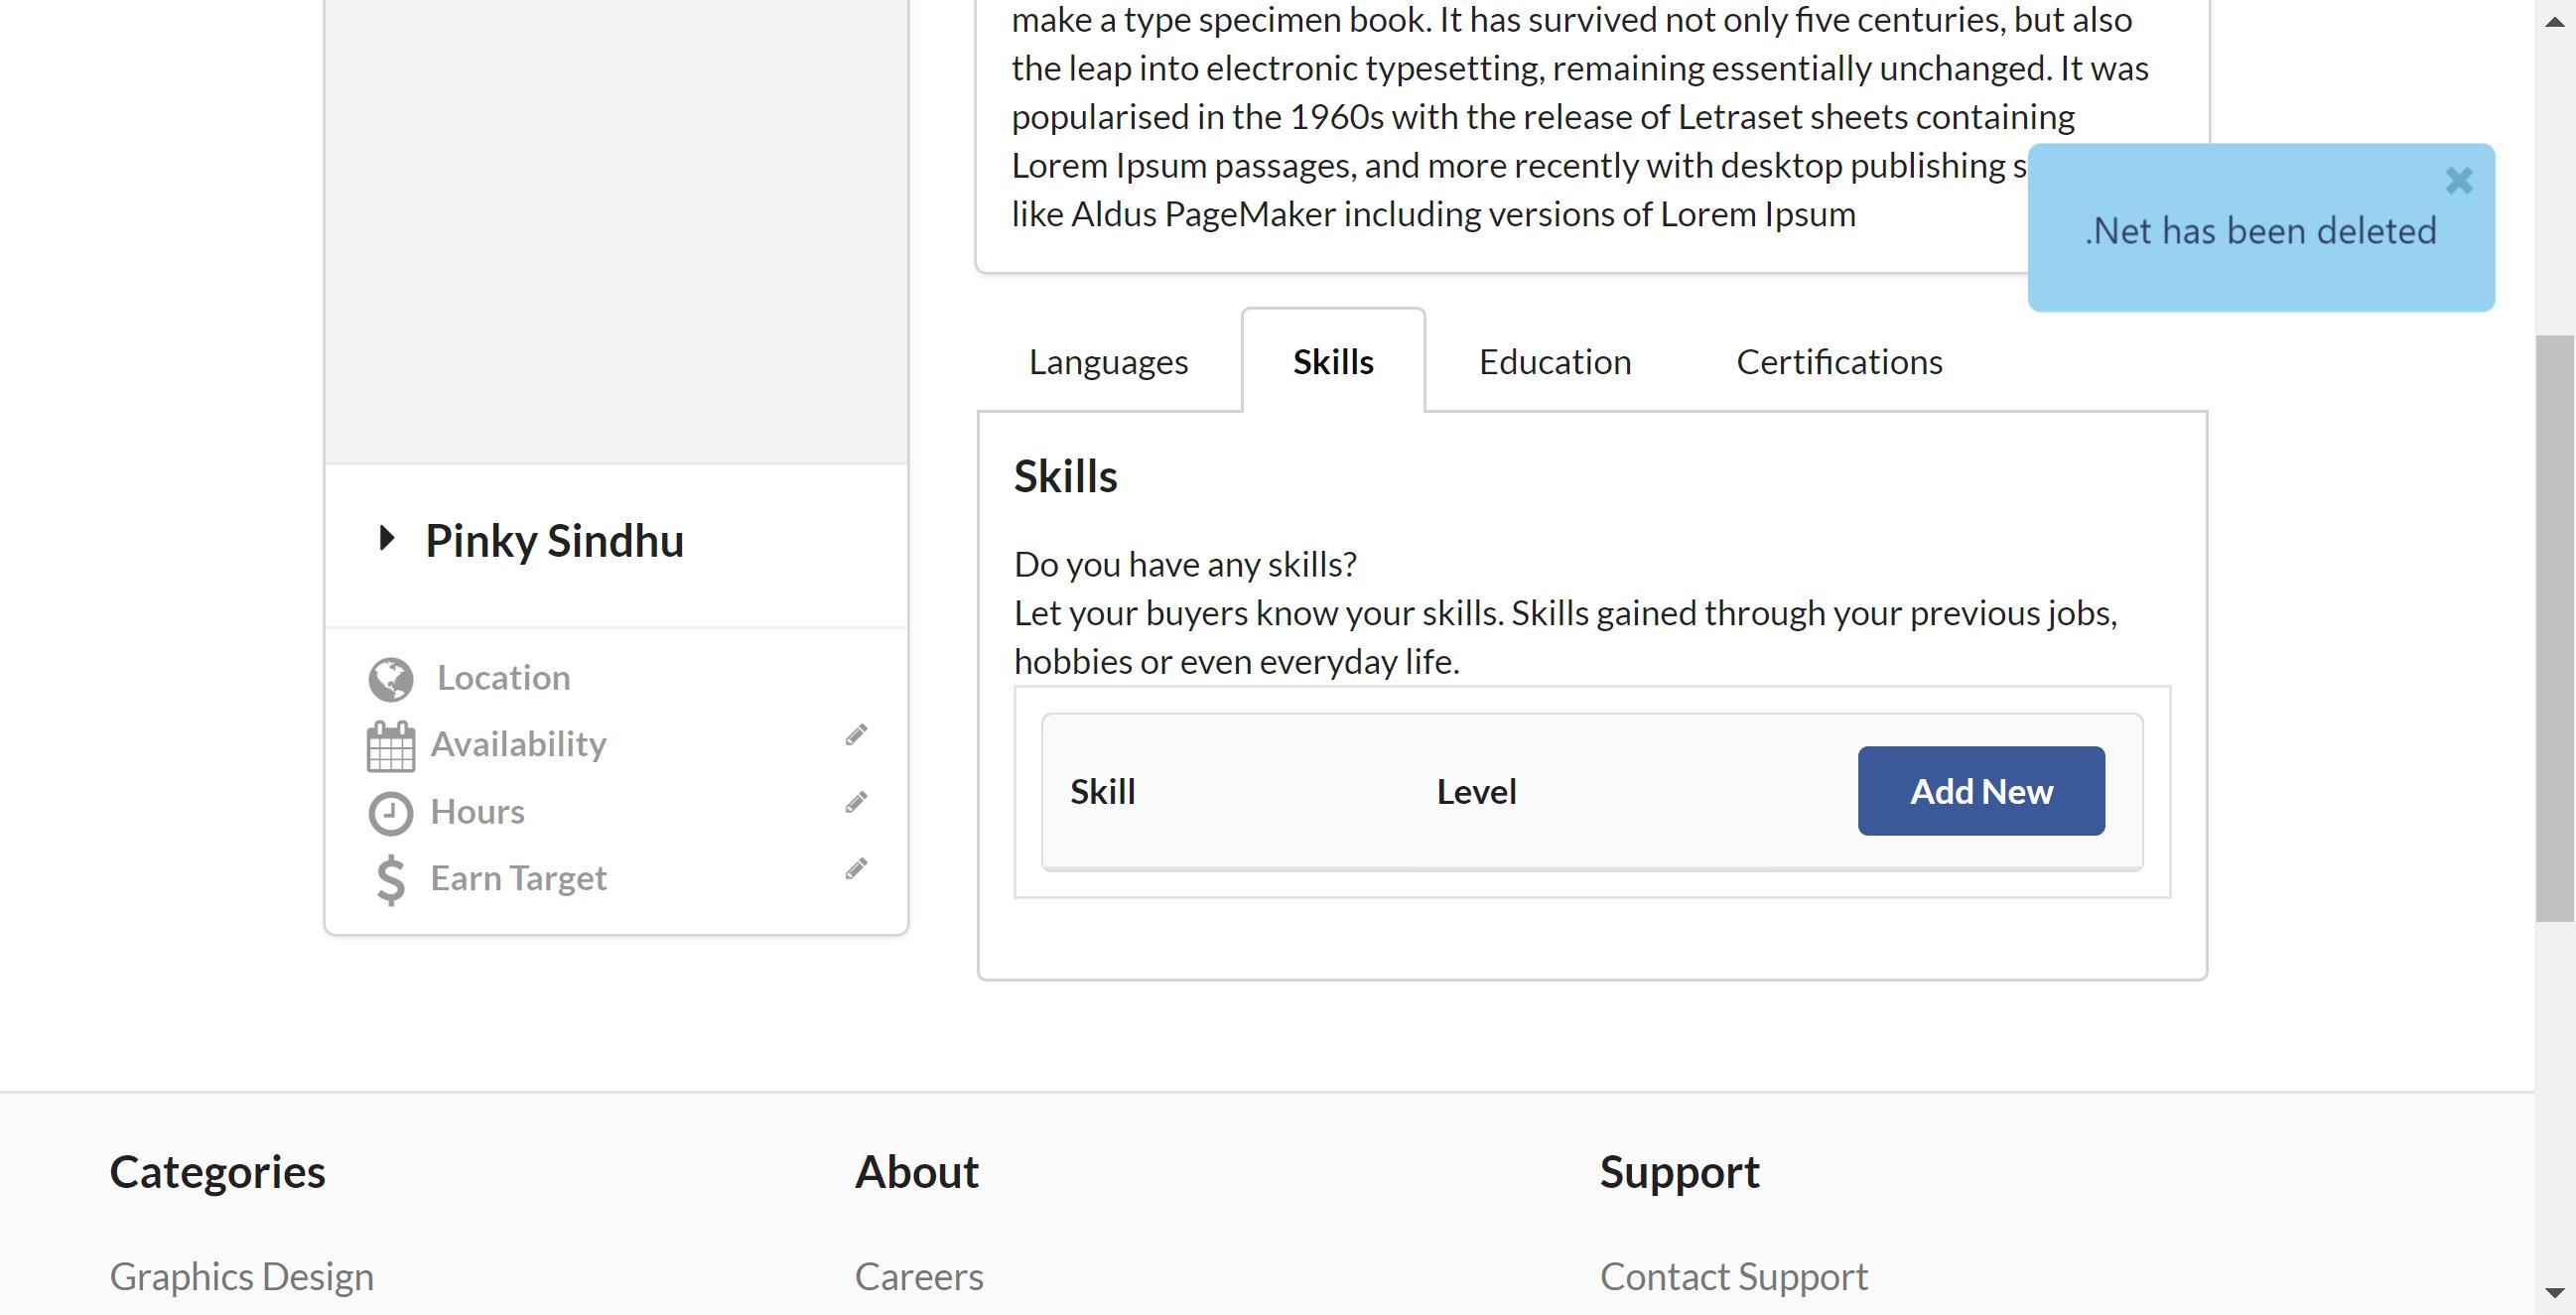 make a type specimen book. It has survived not only five centuries, but also
the leap into electronic typesetting, remaining essentially unchanged. It was
popularised in the 1960s with the release of Letraset sheets containing
Lorem Ipsum passages, and more recently with desktop publishing s
like Aldus PageMaker including versions of Lorem Ipsum
.Net has been deleted
Languages Skills Education Certifications
Skills
Do you have any skills?
Let your buyers know your skills. Skills gained through your previous jobs,
hobbies or even everyday life.
Skill Level Add New
Pinky Sindhu
Location
Availability
Hours
Earn Target
Categories About Support
Graphics Design Careers Contact Support